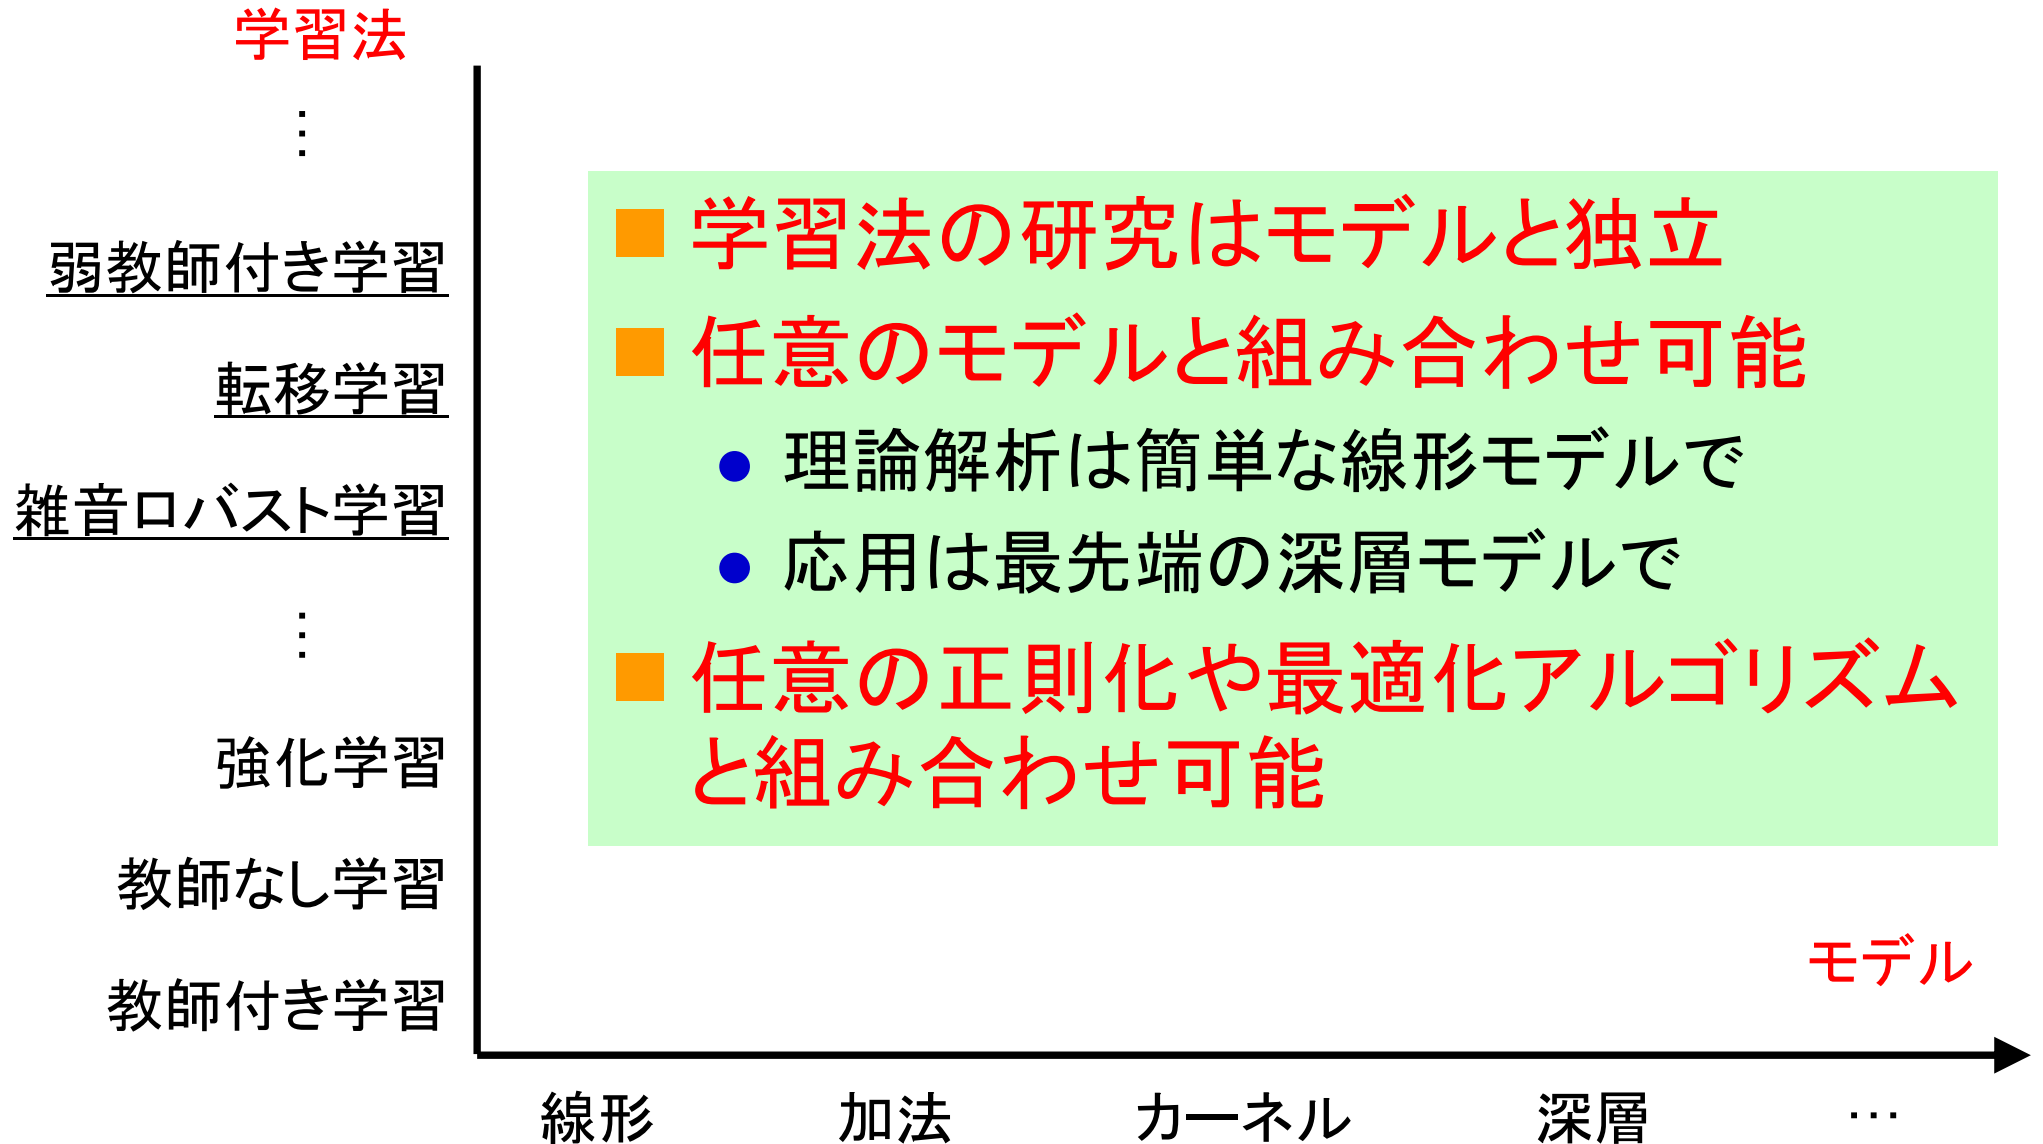 学習法
⋮
弱教師付き学習
転移学習
雑音ロバスト学習
⋮
強化学習
教師なし学習
教師付き学習
学習法の研究はモデルと独立
任意のモデルと組み合わせ可能
理論解析は簡単な線形モデルで
応用は最先端の深層モデルで
任意の正則化や最適化アルゴリズム
と組み合わせ可能
モデル
線形 加法 カーネル 深層 …